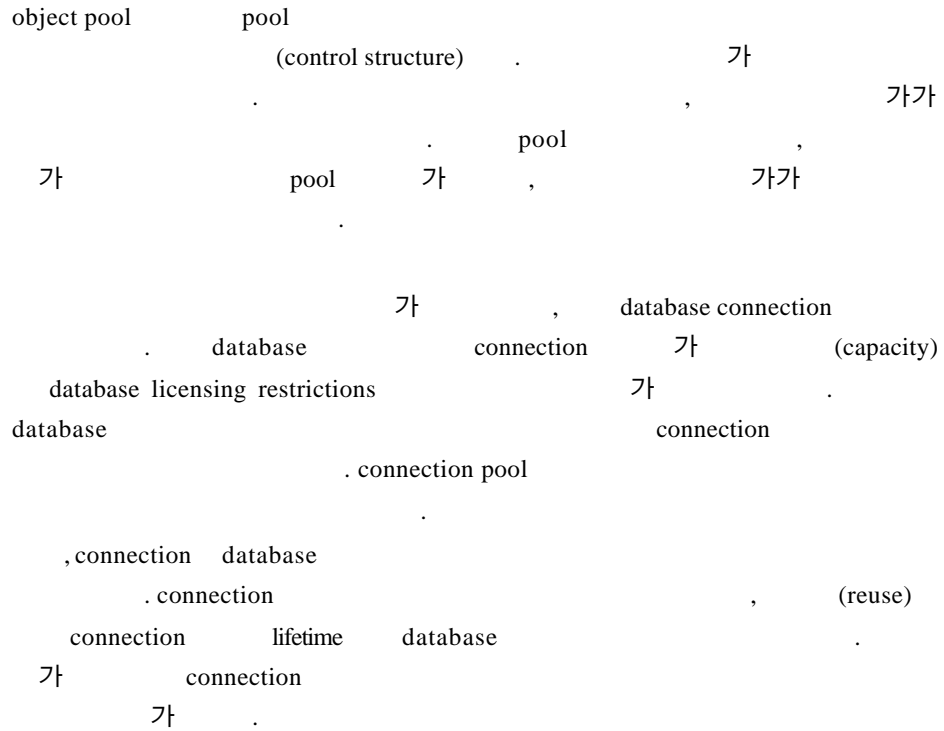 object pool pool
(control structure) . 가
. , 가가
. pool ,
가 pool 가 , 가가
.
가 , database connection
. database connection 가 (capacity)
database licensing restrictions 가 .
database connection
. connection pool
.
, connection database
. connection , (reuse)
connection lifetime database .
가 connection
가 .